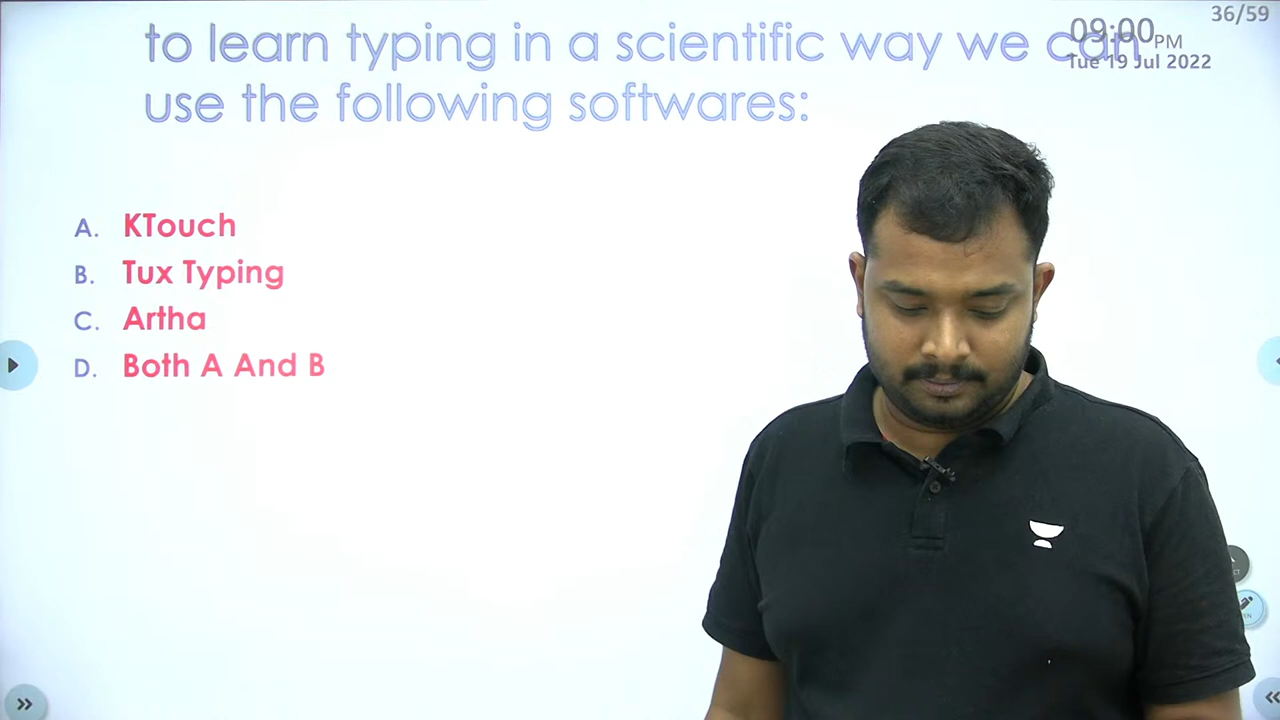 36/59
to learn typing in a scientific way we can
09:00 PM
Tue 19 Jul 2022
use the following softwares:
A. KTouch
B. Tux Typing
C. Artha
D. Both A And B